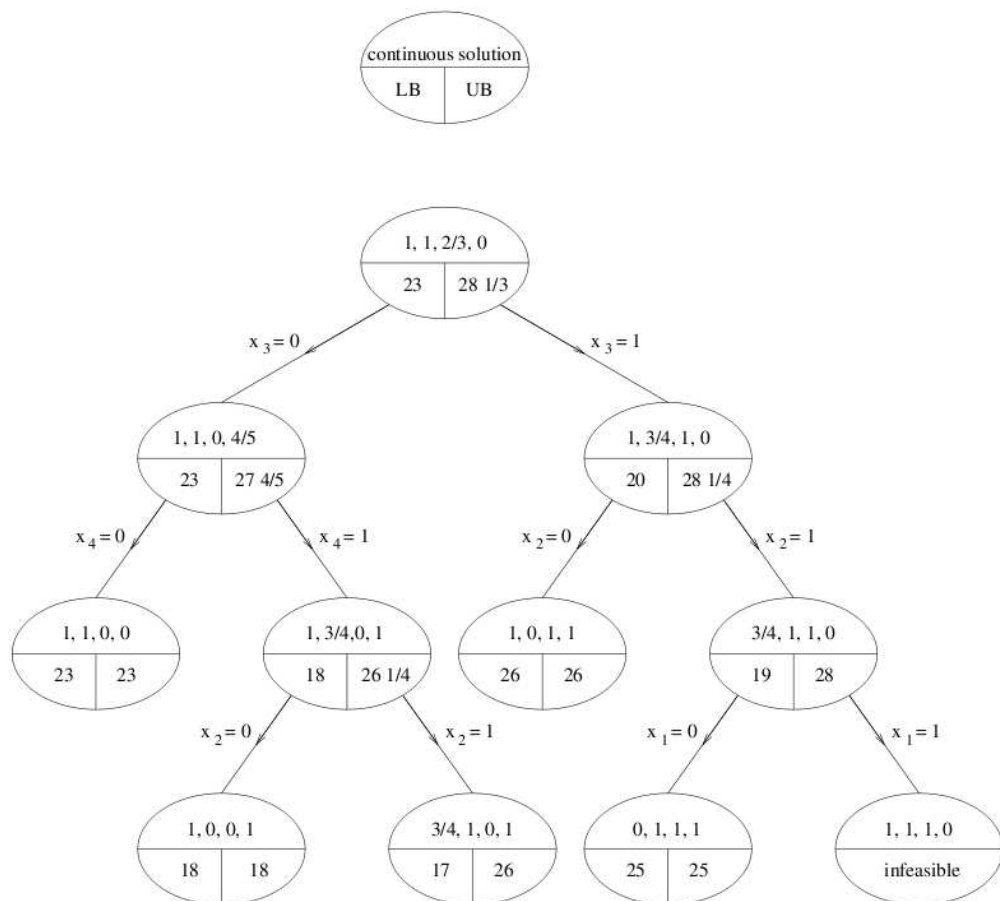 continuous solution
LB UB
1, 1, 2/3, 0
23 28 1/3
x 3 = 0 x 3 = 1
1, 1, 0, 4/5 1, 3/4, 1, 0
23 27 4/5 20 28 1/4
x 4 = 0 x 4 = 1 x 2 = 0 x 2 = 1
1, 1, 0, 0 1, 3/4,0, 1 1, 0, 1, 1 3/4, 1, 1, 0
23 23 18 26 1/4 26 26 19 28
x 2 = 0 x 2 = 1 x 1 = 0 x 1 = 1
1, 0, 0, 1 3/4, 1, 0, 1 0, 1, 1, 1 1, 1, 1, 0
18 18 17 26 25 25 infeasible